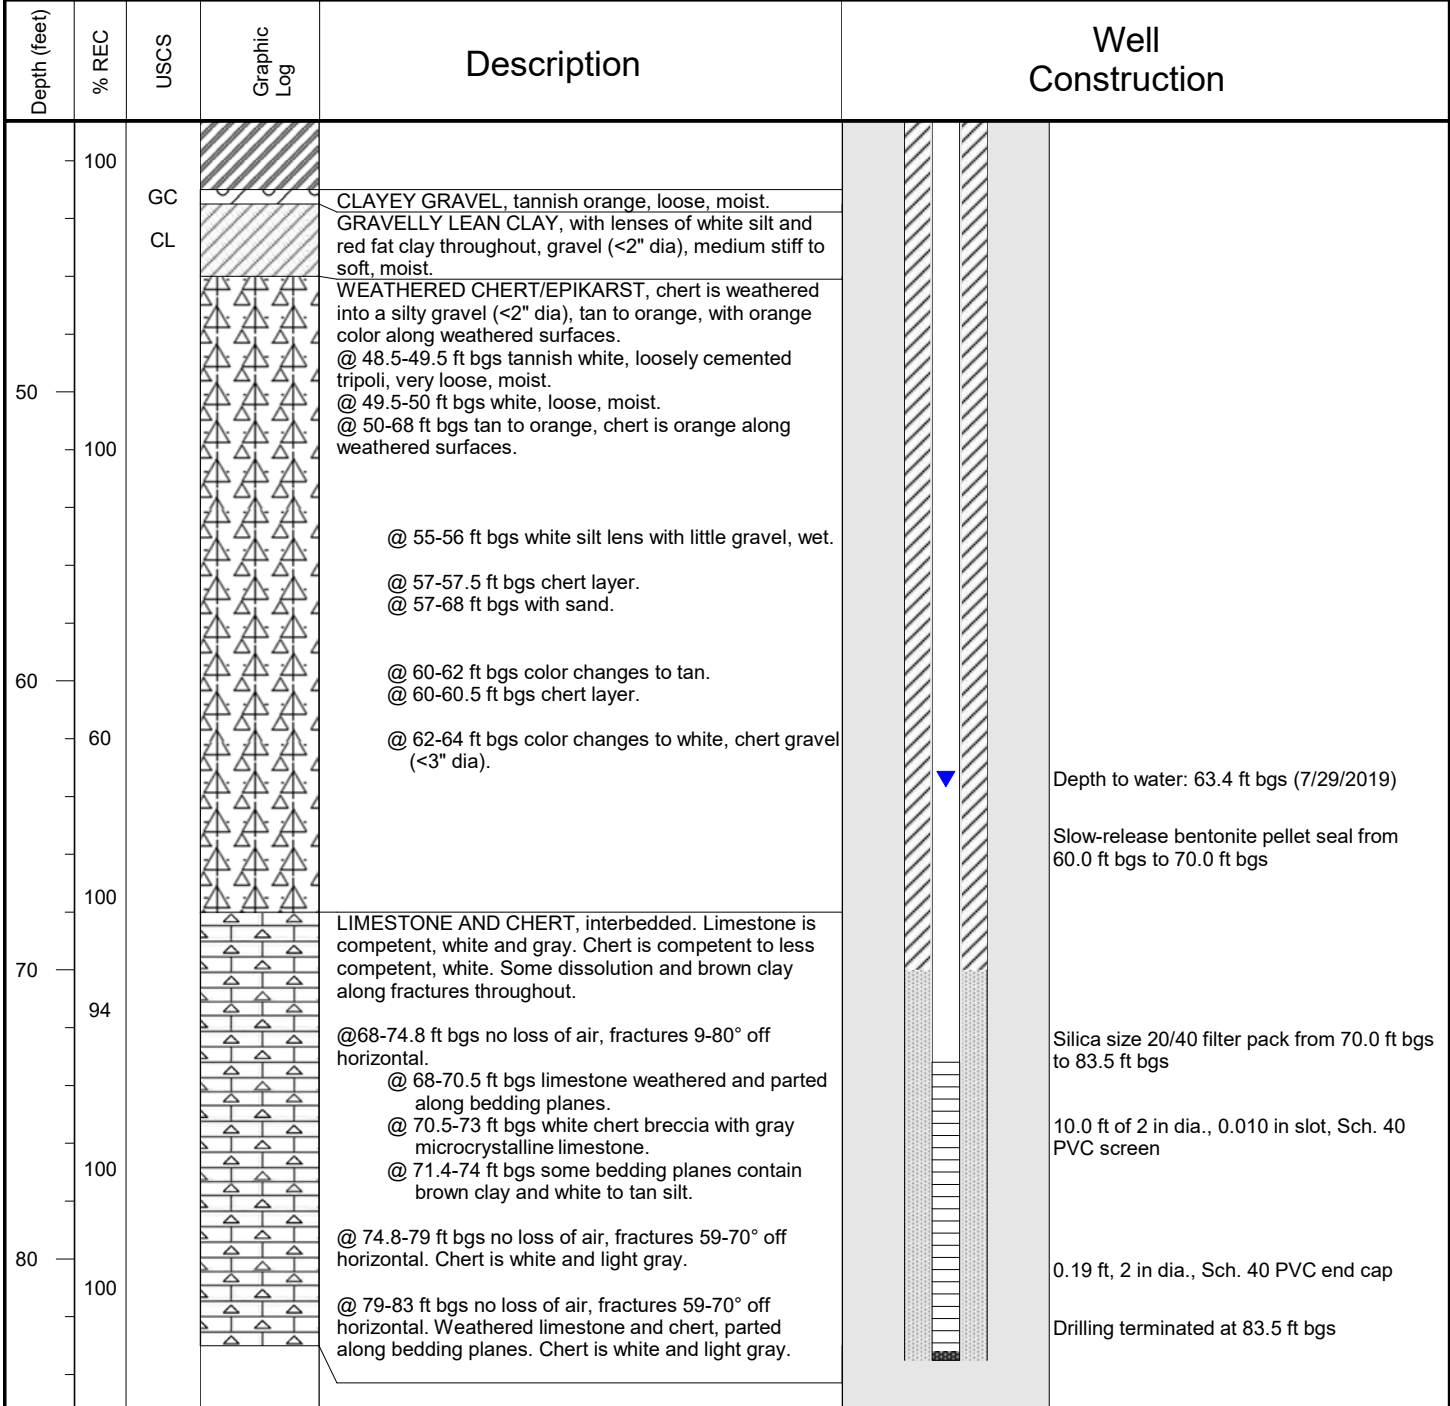 Depth (feet)
% REC
USCS
Graphic
Log
Description
Well
Construction
100
GC
CLAYEY GRAVEL, tannish orange, loose, moist.
CL
GRAVELLY LEAN CLAY, with lenses of white silt and
red fat clay throughout, gravel (<2" dia), medium stiff to
soft, moist.
WEATHERED CHERT/EPIKARST, chert is weathered
into a silty gravel (<2" dia), tan to orange, with orange
color along weathered surfaces.
@ 48.5-49.5 ft bgs tannish white, loosely cemented
tripoli, very loose, moist.
50
@ 49.5-50 ft bgs white, loose, moist.
@ 50-68 ft bgs tan to orange, chert is orange along
weathered surfaces.
100
@ 55-56 ft bgs white silt lens with little gravel, wet.
@ 57-57.5 ft bgs chert layer.
@ 57-68 ft bgs with sand.
@ 60-62 ft bgs color changes to tan.
60
@ 60-60.5 ft bgs chert layer.
60
@ 62-64 ft bgs color changes to white, chert gravel
(<3" dia).
Depth to water: 63.4 ft bgs (7/29/2019)
Slow-release bentonite pellet seal from
60.0 ft bgs to 70.0 ft bgs
100
LIMESTONE AND CHERT, interbedded. Limestone is
competent, white and gray. Chert is competent to less
competent, white. Some dissolution and brown clay
along fractures throughout.
70
94
@68-74.8 ft bgs no loss of air, fractures 9-80° off
horizontal.
Silica size 20/40 filter pack from 70.0 ft bgs
to 83.5 ft bgs
@ 68-70.5 ft bgs limestone weathered and parted
along bedding planes.
@ 70.5-73 ft bgs white chert breccia with gray
microcrystalline limestone.
10.0 ft of 2 in dia., 0.010 in slot, Sch. 40
PVC screen
100
@ 71.4-74 ft bgs some bedding planes contain
brown clay and white to tan silt.
@ 74.8-79 ft bgs no loss of air, fractures 59-70° off
horizontal. Chert is white and light gray.
80
0.19 ft, 2 in dia., Sch. 40 PVC end cap
100
@ 79-83 ft bgs no loss of air, fractures 59-70° off
horizontal. Weathered limestone and chert, parted
along bedding planes. Chert is white and light gray.
Drilling terminated at 83.5 ft bgs